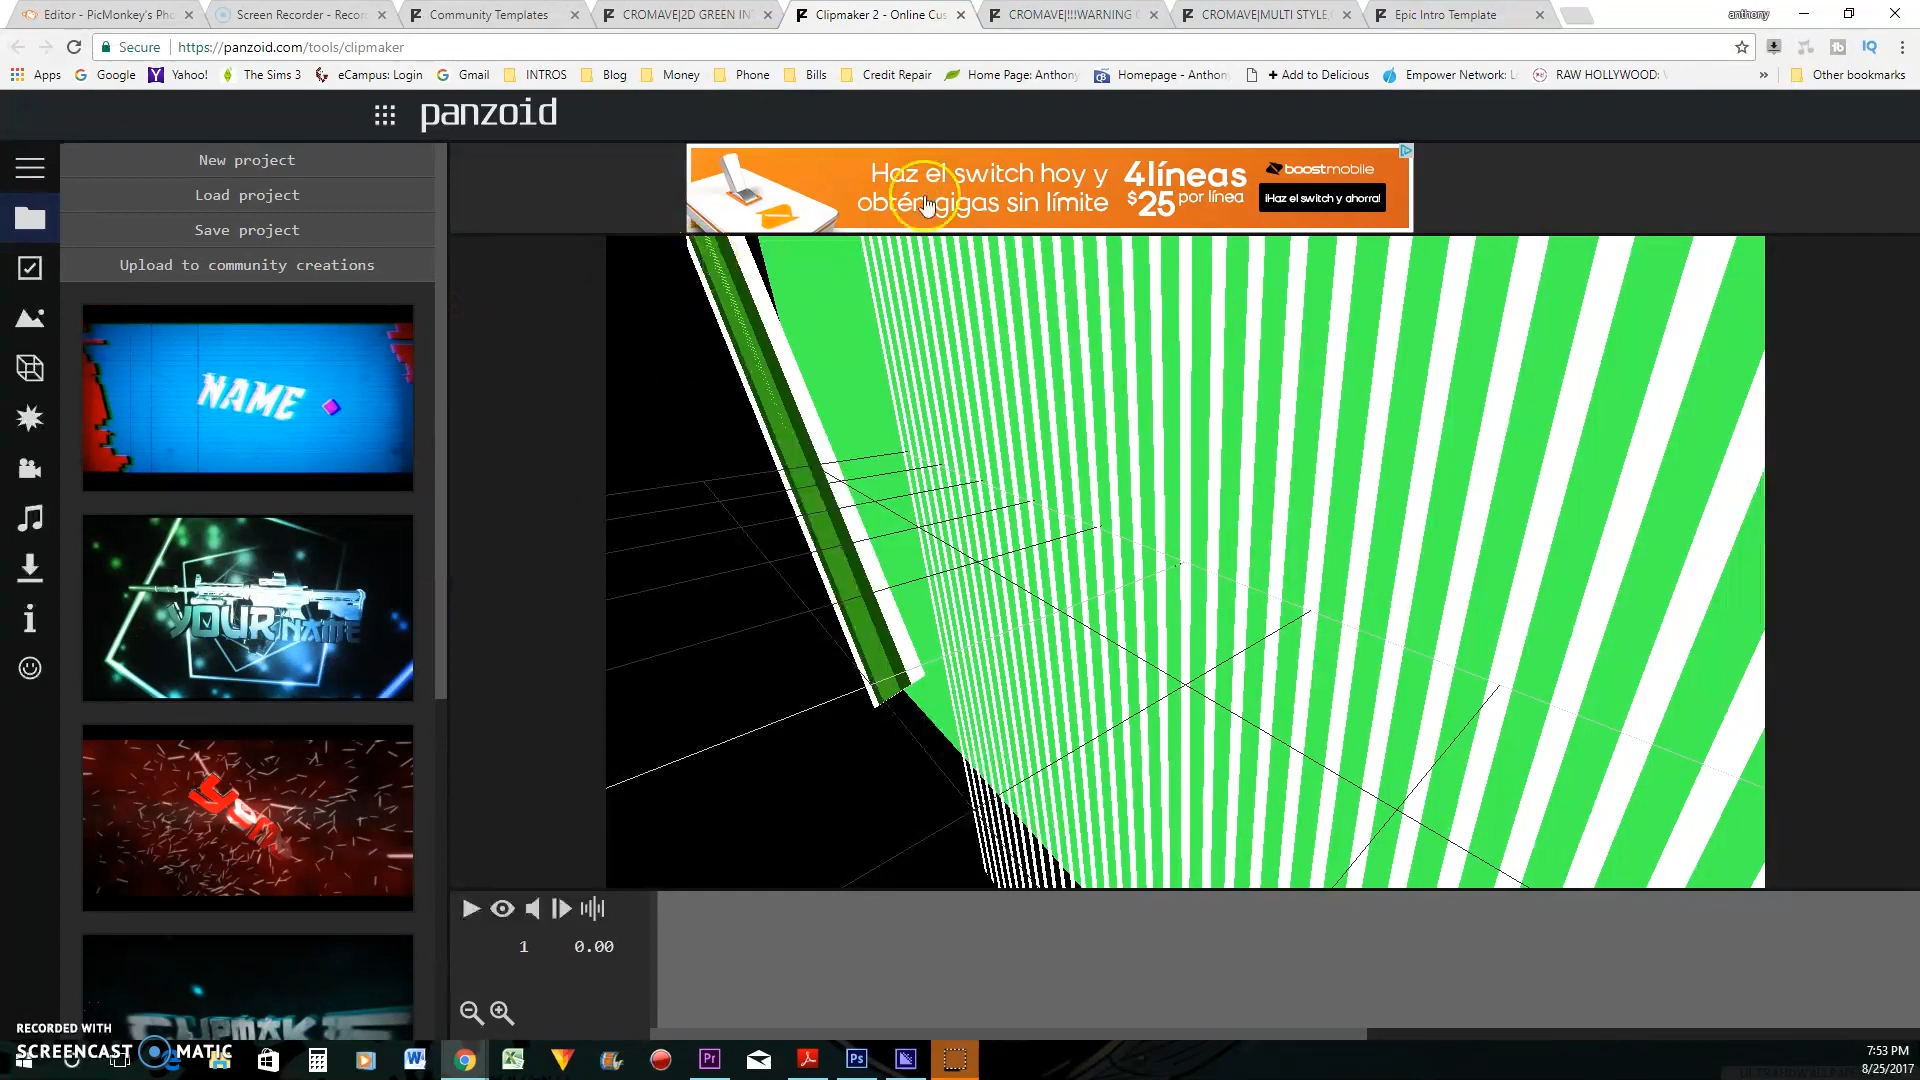 Editor - PicMonkey's Ph
Screen Recorder - Recor
Community Templates
CROMAVE|2D GREEN IN
Clipmaker 2 - Online Cus
CROMAVE|!!!WARNING
CROMAVE|MULTI STYLE,
Epic Intro Template
anthony
Secure
https://panzoid.com/tools/clipmaker
Apps
Google
Yahoo!
The Sims 3
eCampus: Login
Gmail
INTROS
Blog
Money
Phone
Bills
Credit Repair
Home Page: Anthony
Homepage - Anthon
+ Add to Delicious
Empower Network: L
RAW HOLLYWOOD:
»
Other bookmarks
panzoid
New project
Load project
Save project
Upload to community creations
Haz el switch hoy y
obtén gigas sin límite
4líneas
$25 por línea
boostmobile
¡Haz el switch y ahorra!
NAME
YOUR NAME
1 0.00
RECORDED WITH
SCREENCAST MATIC
7:53 PM
8/25/2017